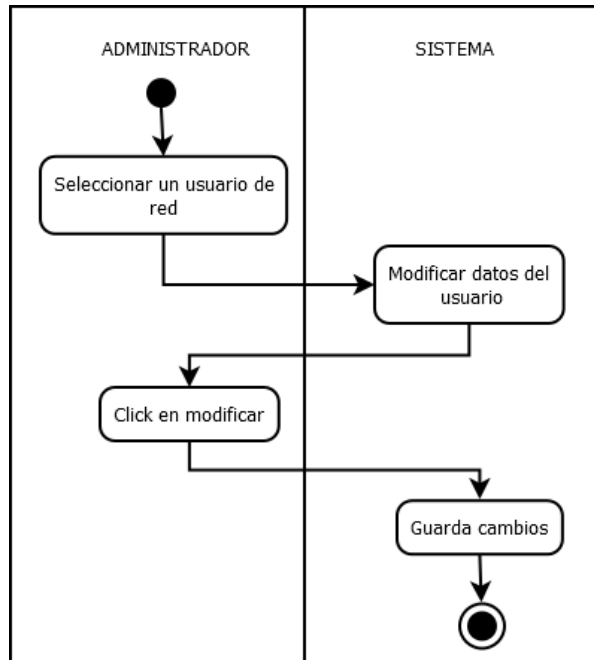 ADMINISTRADOR
SISTEMA
Seleccionar un usuario de
red
Modificar datos del
usuario
Click en modificar
Guarda cambios